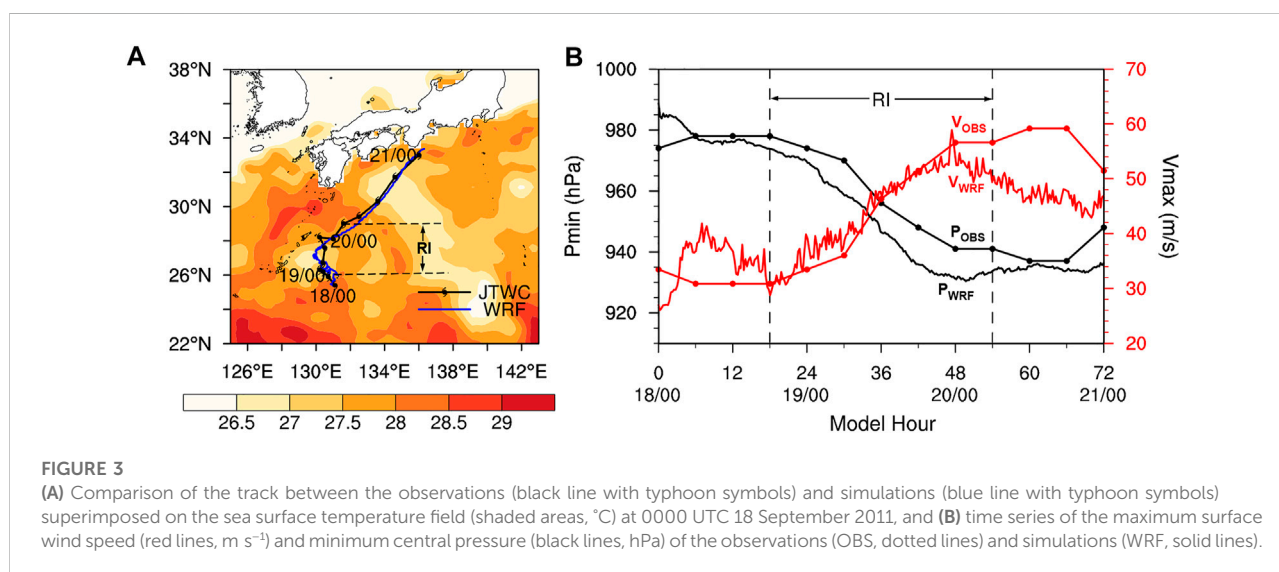 A
38°N
34°N
30°N
26°N
22°N
21/00
20/00
19/00
18/00
RI
JTWC
WRF
126°E 130°E 134°E 138°E 142°E
26.5 27 27.5 28 28.5 29
B
1000
980
960
940
920
Pmin (hPa)
RI
V_OBS
V_WRF
P_OBS
P_WRF
70
60
50
40
30
20
Vmax (m/s)
0 12 24 36 48 60 72
18/00 19/00 20/00 21/00
Model Hour
FIGURE 3
(A) Comparison of the track between the observations (black line with typhoon symbols) and simulations (blue line with typhoon symbols)
superimposed on the sea surface temperature field (shaded areas, °C) at 0000 UTC 18 September 2011, and (B) time series of the maximum surface
wind speed (red lines, m s⁻¹) and minimum central pressure (black lines, hPa) of the observations (OBS, dotted lines) and simulations (WRF, solid lines).